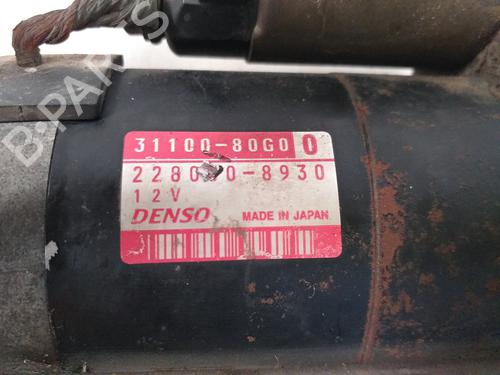 B-PARTS
31100-80G0 0
228000-8930
12V
DENSO MADE IN JAPAN